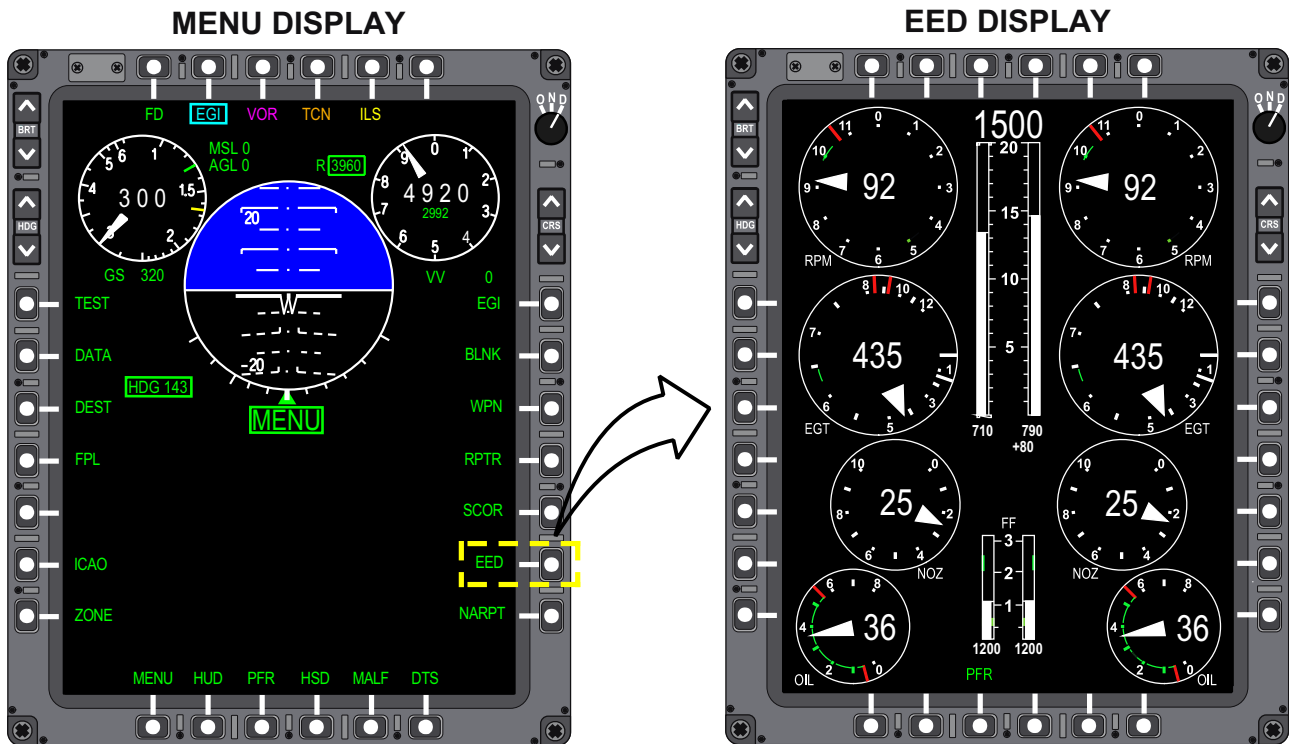 MENU DISPLAY
EED DISPLAY
FD EGI VOR TCN ILS
O N D
BRT
HDG
CRS
MSL 0
AGL 0
R 3960
1 1.5 2 3 4 5 6
300
0 1 2 3 4 5 6 7 8 9
4920
2992
GS 320
VV 0
20
-20
TEST
DATA
DEST
FPL
ICAO
ZONE
HDG 143
MENU
EGI
BLNK
WPN
RPTR
SCOR
EED
NARPT
MENU HUD PFR HSD MALF DTS
O N D
BRT
HDG
CRS
1500
20
15
10
5
710 790
+80
0 1 2 3 5 6 7 8 9 10 11
92
RPM
0 1 2 3 5 6 7 8 9 10 11
92
RPM
1 3 5 6 7 8 10 12
435
EGT
1 3 5 6 7 8 10 12
435
EGT
0 2 4 6 8 10
25
NOZ
0 2 4 6 8 10
25
NOZ
FF
3
2
1
1200 1200
0 2 4 6 8
36
OIL
0 2 4 6 8
36
OIL
PFR